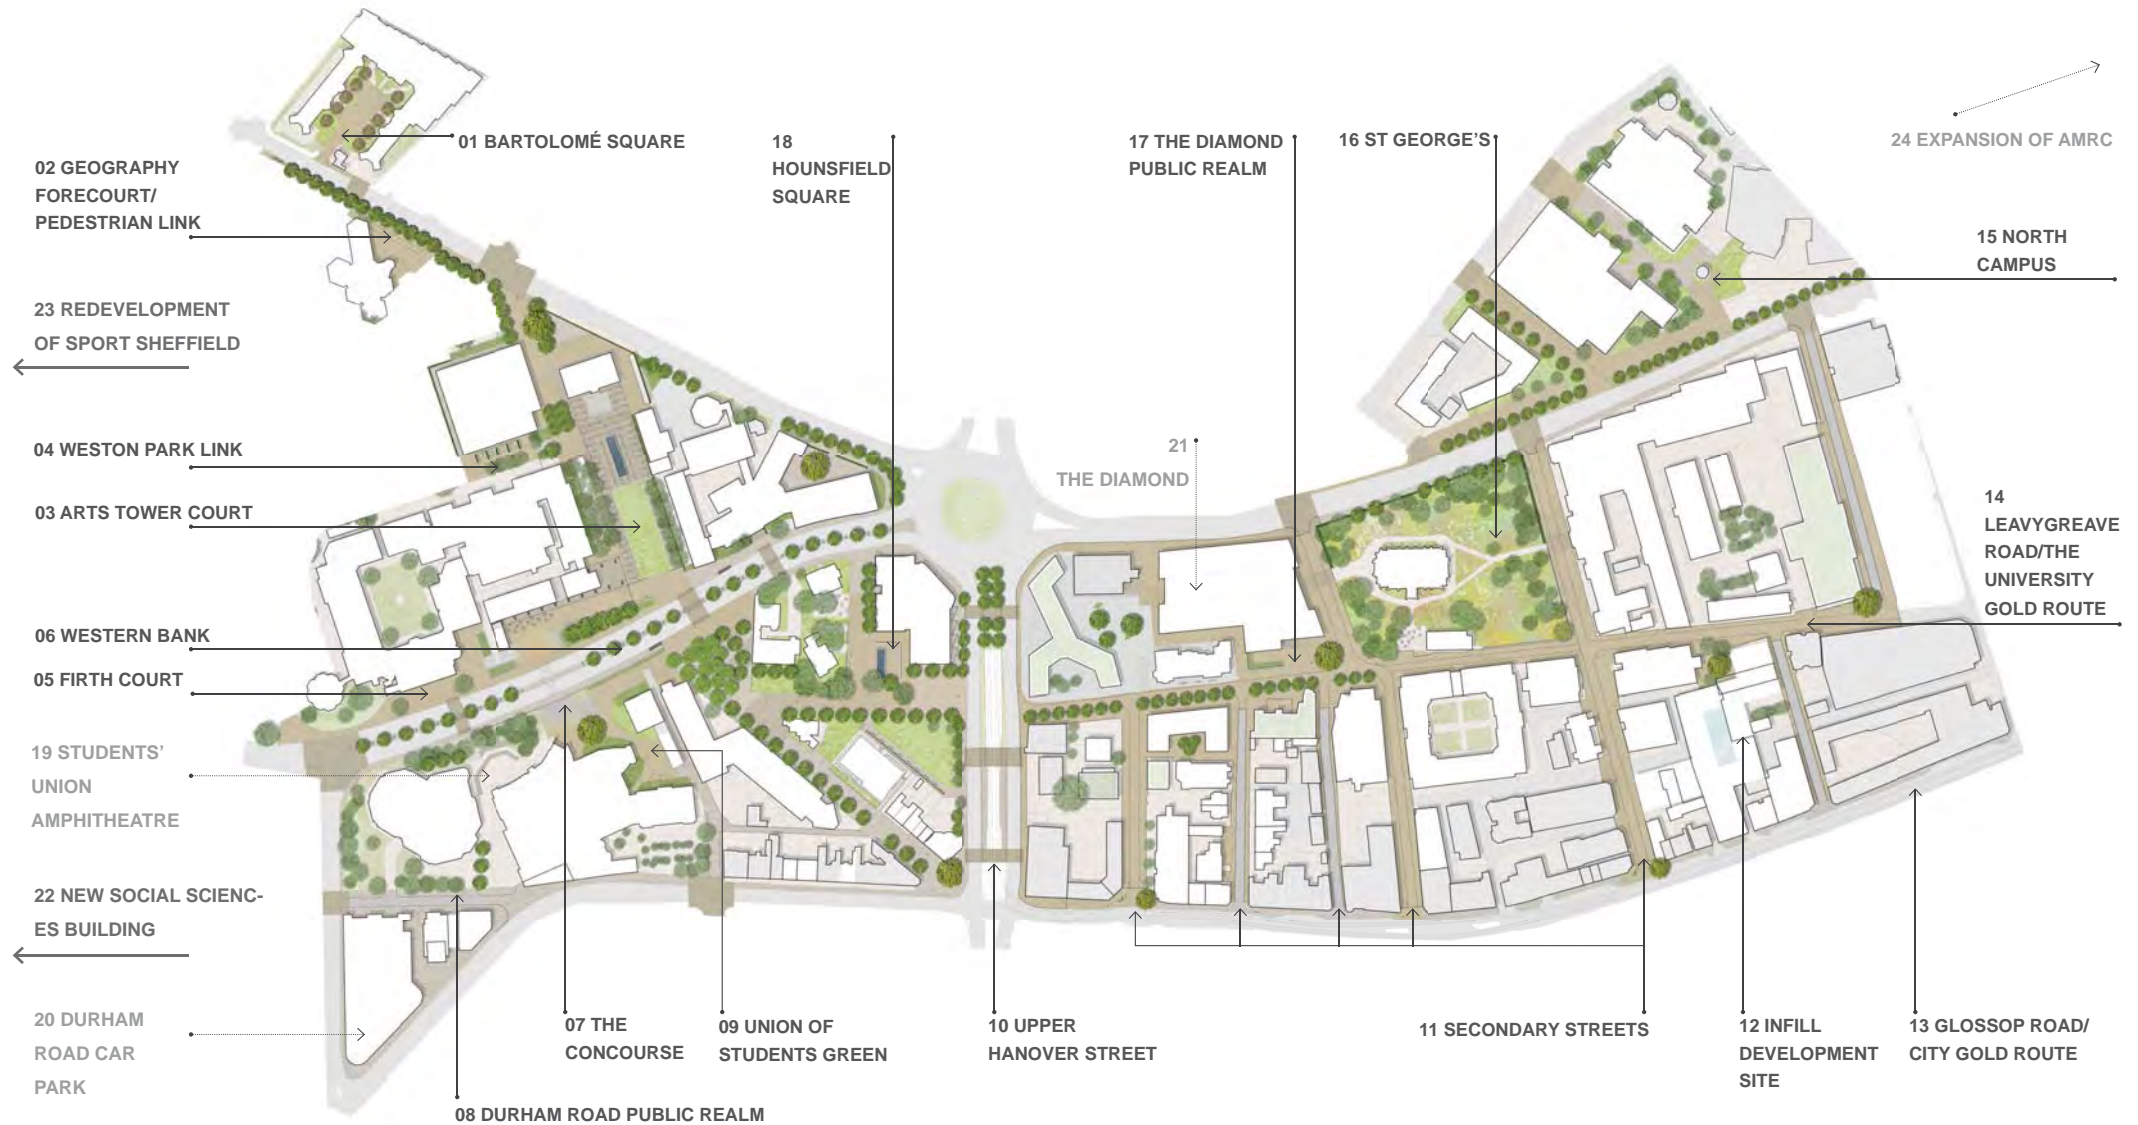 01 BARTOLOMÉ SQUARE
02 GEOGRAPHY
FORECOURT/
PEDESTRIAN LINK
23 REDEVELOPMENT
OF SPORT SHEFFIELD
04 WESTON PARK LINK
03 ARTS TOWER COURT
06 WESTERN BANK
05 FIRTH COURT
19 STUDENTS’
UNION
AMPHITHEATRE
22 NEW SOCIAL SCIENC-
ES BUILDING
20 DURHAM
ROAD CAR
PARK
18
HOUNSFIELD
SQUARE
17 THE DIAMOND
PUBLIC REALM
16 ST GEORGE’S
24 EXPANSION OF AMRC
15 NORTH
CAMPUS
21
THE DIAMOND
14
LEAVYGREAVE
ROAD/THE
UNIVERSITY
GOLD ROUTE
07 THE
CONCOURSE
08 DURHAM ROAD PUBLIC REALM
09 UNION OF
STUDENTS GREEN
10 UPPER
HANOVER STREET
11 SECONDARY STREETS
12 INFILL
DEVELOPMENT
SITE
13 GLOSSOP ROAD/
CITY GOLD ROUTE